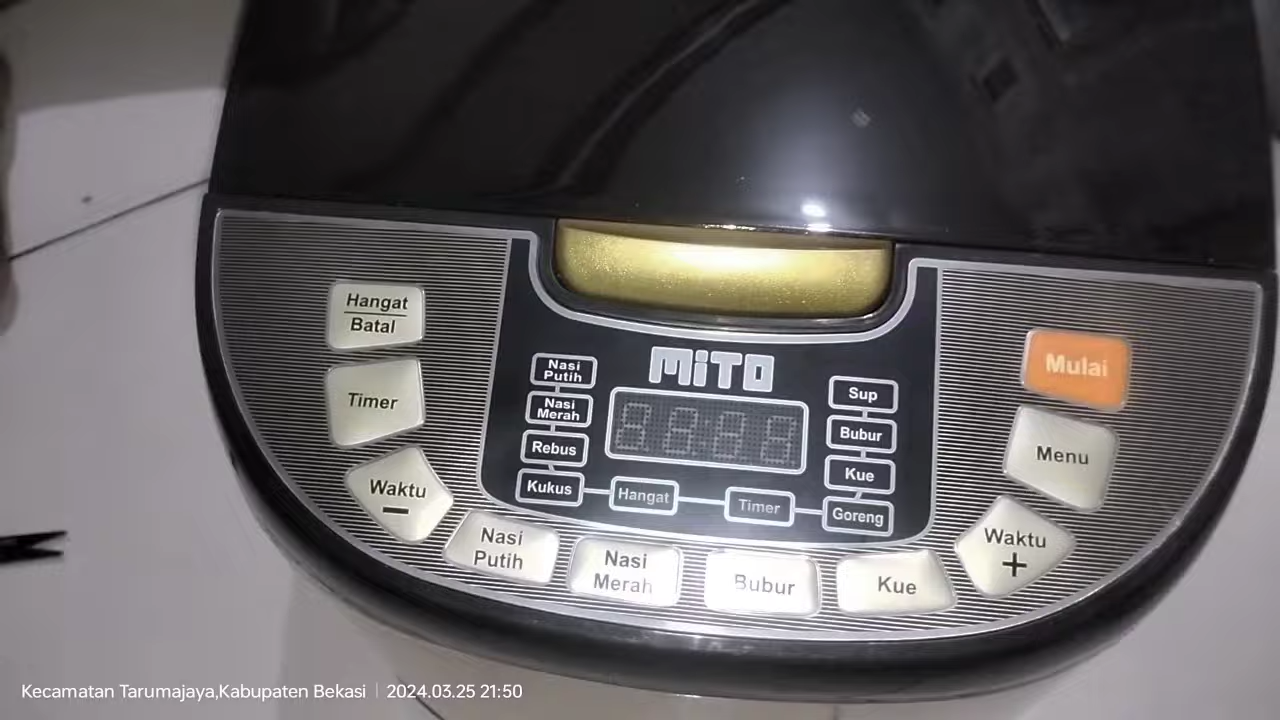 Hangat
Batal
Timer
Waktu
−
MiTO
Nasi
Putih
Nasi
Merah
Rebus
Kukus
Hangat
Timer
Sup
Bubur
Kue
Goreng
Mulai
Menu
Waktu
+
Nasi
Putih
Nasi
Merah
Bubur
Kue
Kecamatan Tarumajaya,Kabupaten Bekasi | 2024.03.25 21:50